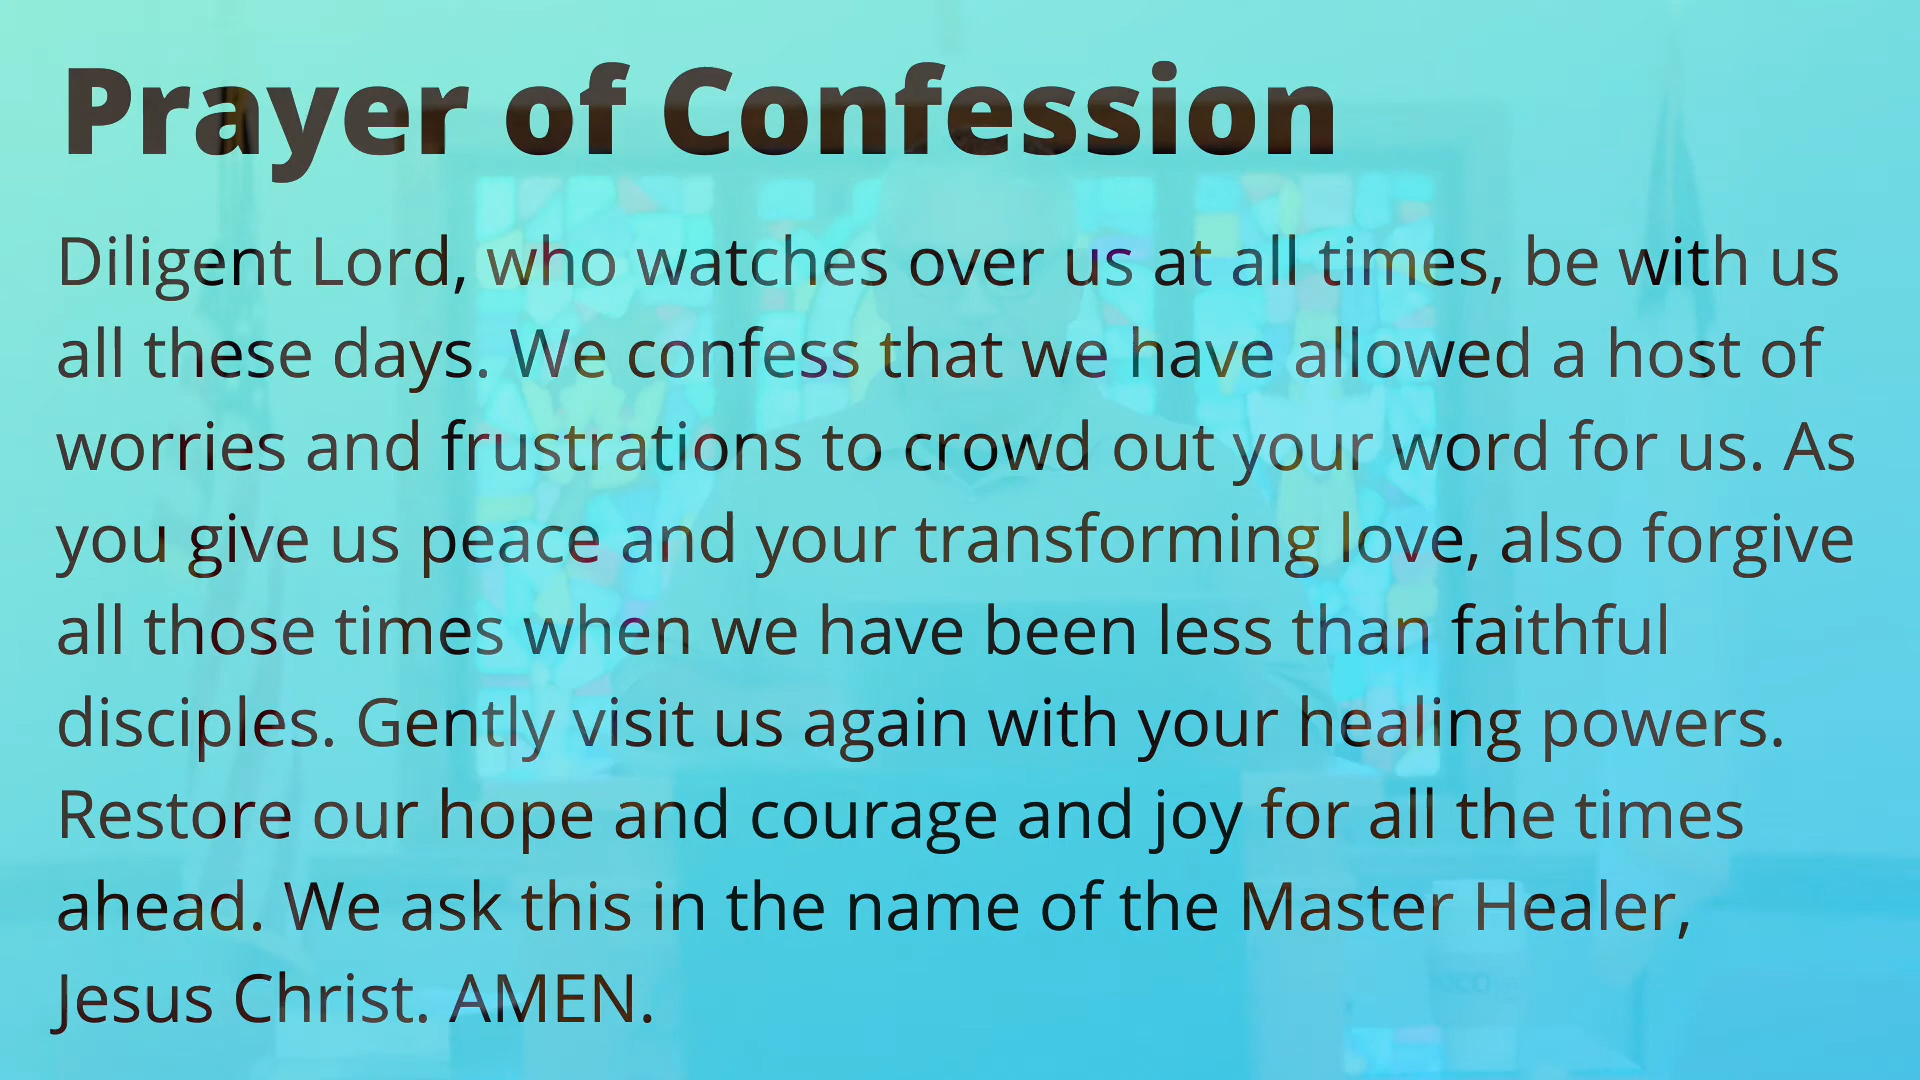 Prayer of Confession
Diligent Lord, who watches over us at all times, be with us
all these days. We confess that we have allowed a host of
worries and frustrations to crowd out your word for us. As
you give us peace and your transforming love, also forgive
all those times when we have been less than faithful
disciples. Gently visit us again with your healing powers.
Restore our hope and courage and joy for all the times
ahead. We ask this in the name of the Master Healer,
Jesus Christ. AMEN.